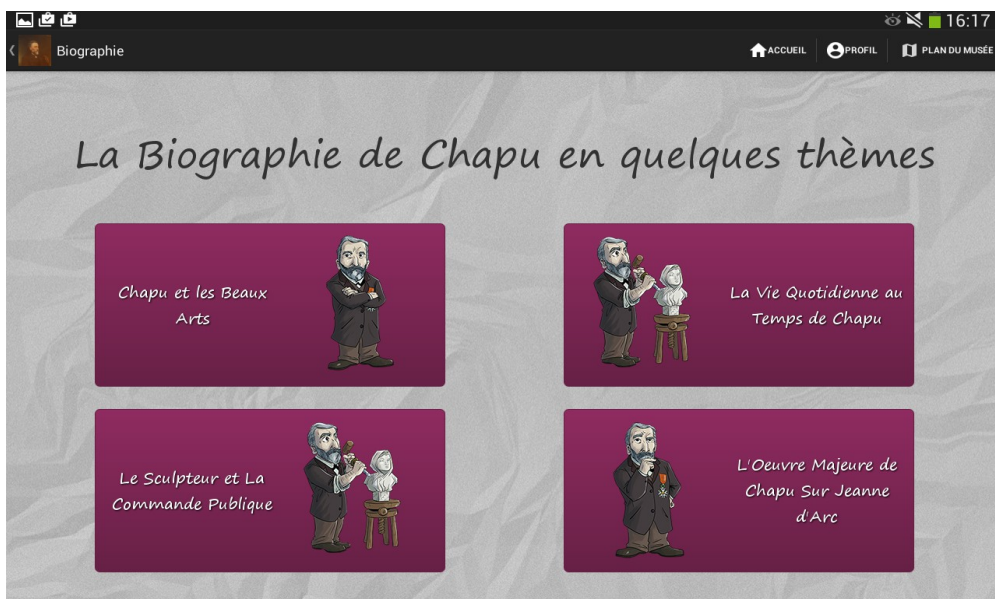 16:17
Biographie
ACCUEIL
PROFIL
PLAN DU MUSÉE
La Biographie de Chapu en quelques thèmes
Chapu et les Beaux
Arts
La Vie Quotidienne au
Temps de Chapu
Le Sculpteur et La
Commande Publique
L'Oeuvre Majeure de
Chapu Sur Jeanne
d'Arc